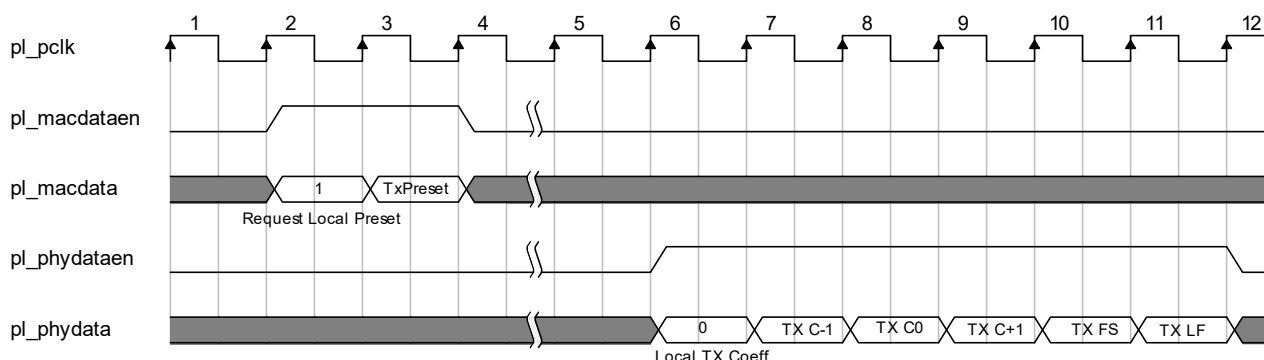 1 2 3 4 5 6 7 8 9 10 11 12
pl_pclk
pl_macdataen
pl_macdata 1 TxPreset
Request Local Preset
pl_phydataen
pl_phydata 0 TX C-1 TX C0 TX C+1 TX FS TX LF
Local TX Coeff